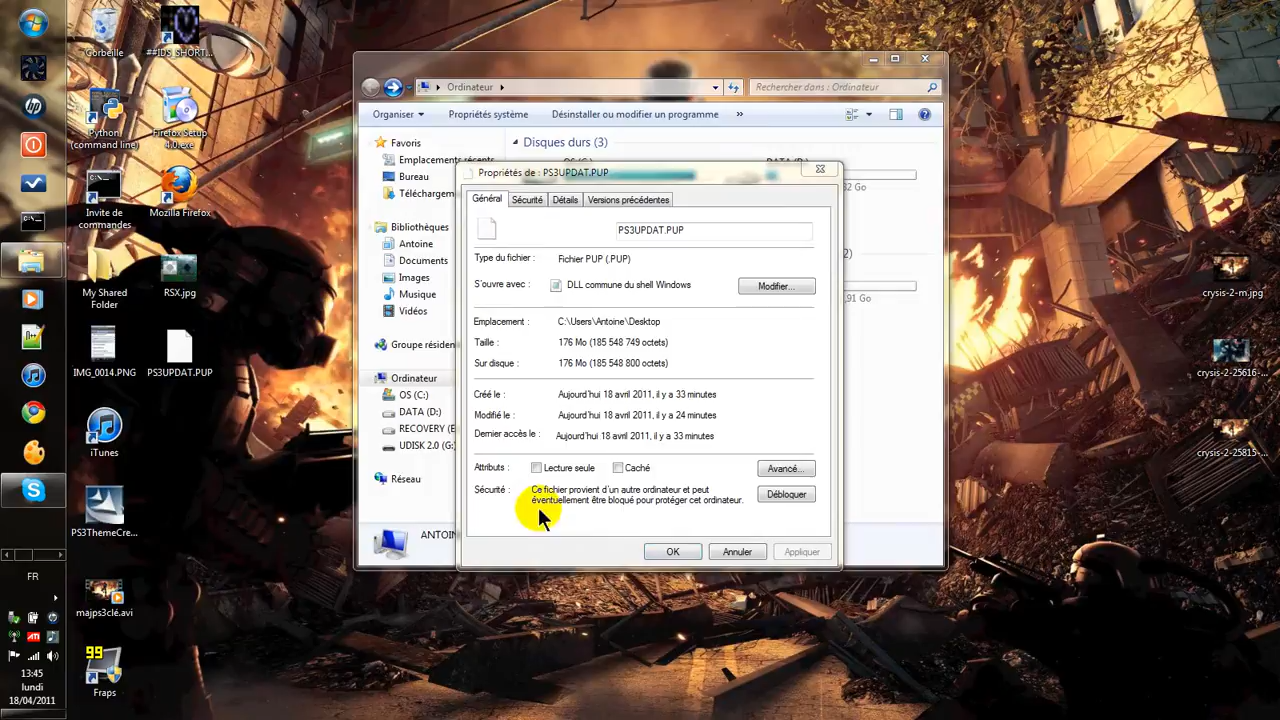 Corbeille
##IDS_SHORT...
Python
(command line)
Firefox Setup
4.0.exe
Invite de
commandes
Mozilla Firefox
My Shared
Folder
RSX.jpg
IMG_0014.PNG
PS3UPDAT.PUP
iTunes
PS3ThemeCre...
majps3clé.avi
99
Fraps
FR
13:45
lundi
18/04/2011
Ordinateur
Rechercher dans : Ordinateur
Organiser
Propriétés système
Désinstaller ou modifier un programme
»
Favoris
Emplacements récents
Bureau
Téléchargem
Bibliothèques
Antoine
Documents
Images
Musique
Vidéos
Groupe résiden
Ordinateur
OS (C:)
DATA (D:)
RECOVERY (E
UDISK 2.0 (G:)
Réseau
ANTOIN
Disques durs (3)
OS (C:)
DATA (D:)
Go
2)
,91 Go
Propriétés de : PS3UPDAT.PUP
Général
Sécurité
Détails
Versions précédentes
PS3UPDAT.PUP
Type du fichier :
Fichier PUP (.PUP)
S'ouvre avec :
DLL commune du shell Windows
Modifier...
Emplacement :
C:\Users\Antoine\Desktop
Taille :
176 Mo (185 548 749 octets)
Sur disque :
176 Mo (185 548 800 octets)
Créé le :
Aujourd'hui 18 avril 2011, il y a 33 minutes
Modifié le :
Aujourd'hui 18 avril 2011, il y a 24 minutes
Dernier accès le :
Aujourd'hui 18 avril 2011, il y a 33 minutes
Attributs :
Lecture seule
Caché
Avancé...
Sécurité :
Ce fichier provient d'un autre ordinateur et peut
éventuellement être bloqué pour protéger cet ordinateur.
Débloquer
OK
Annuler
Appliquer
crysis-2-m.jpg
crysis-2-25616-...
crysis-2-25815-...